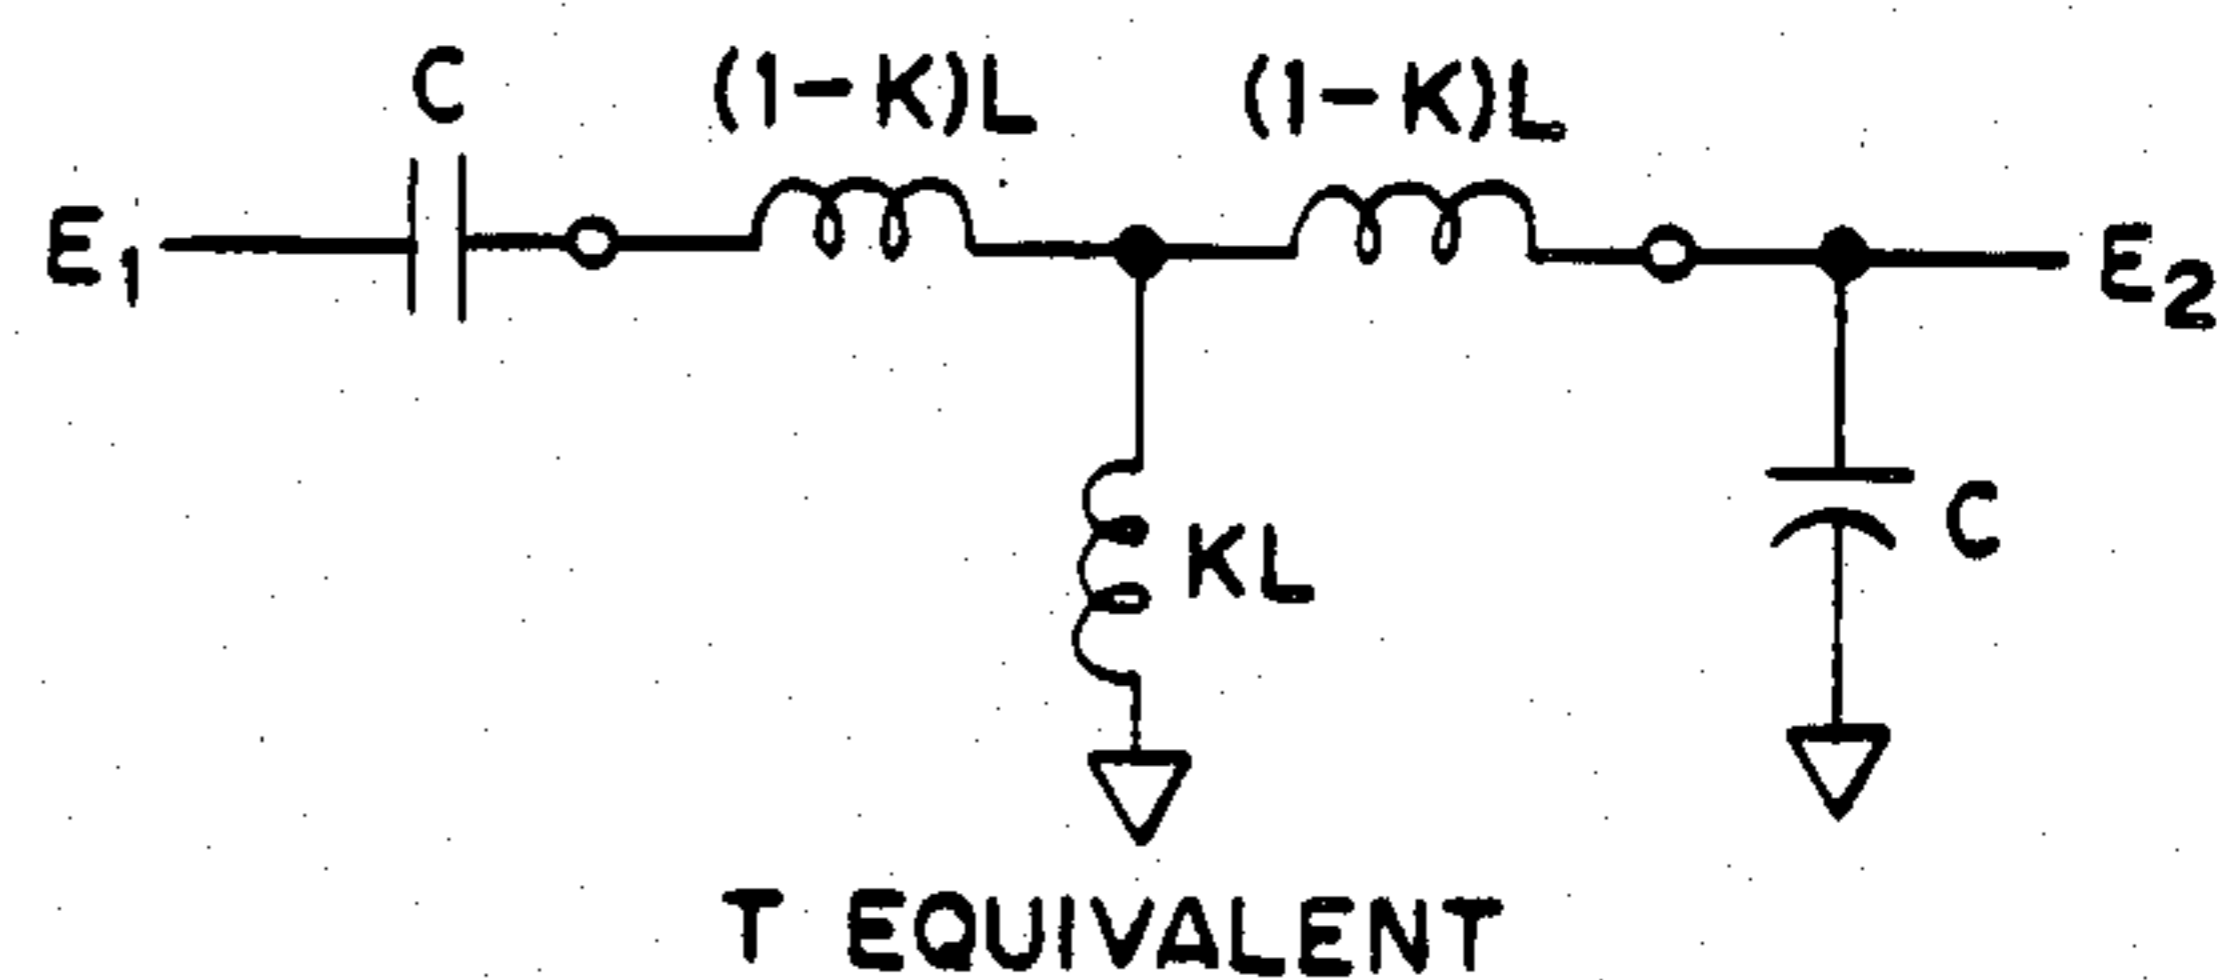 C
(1-K)L
(1-K)L
E1
E2
KL
C
T EQUIVALENT